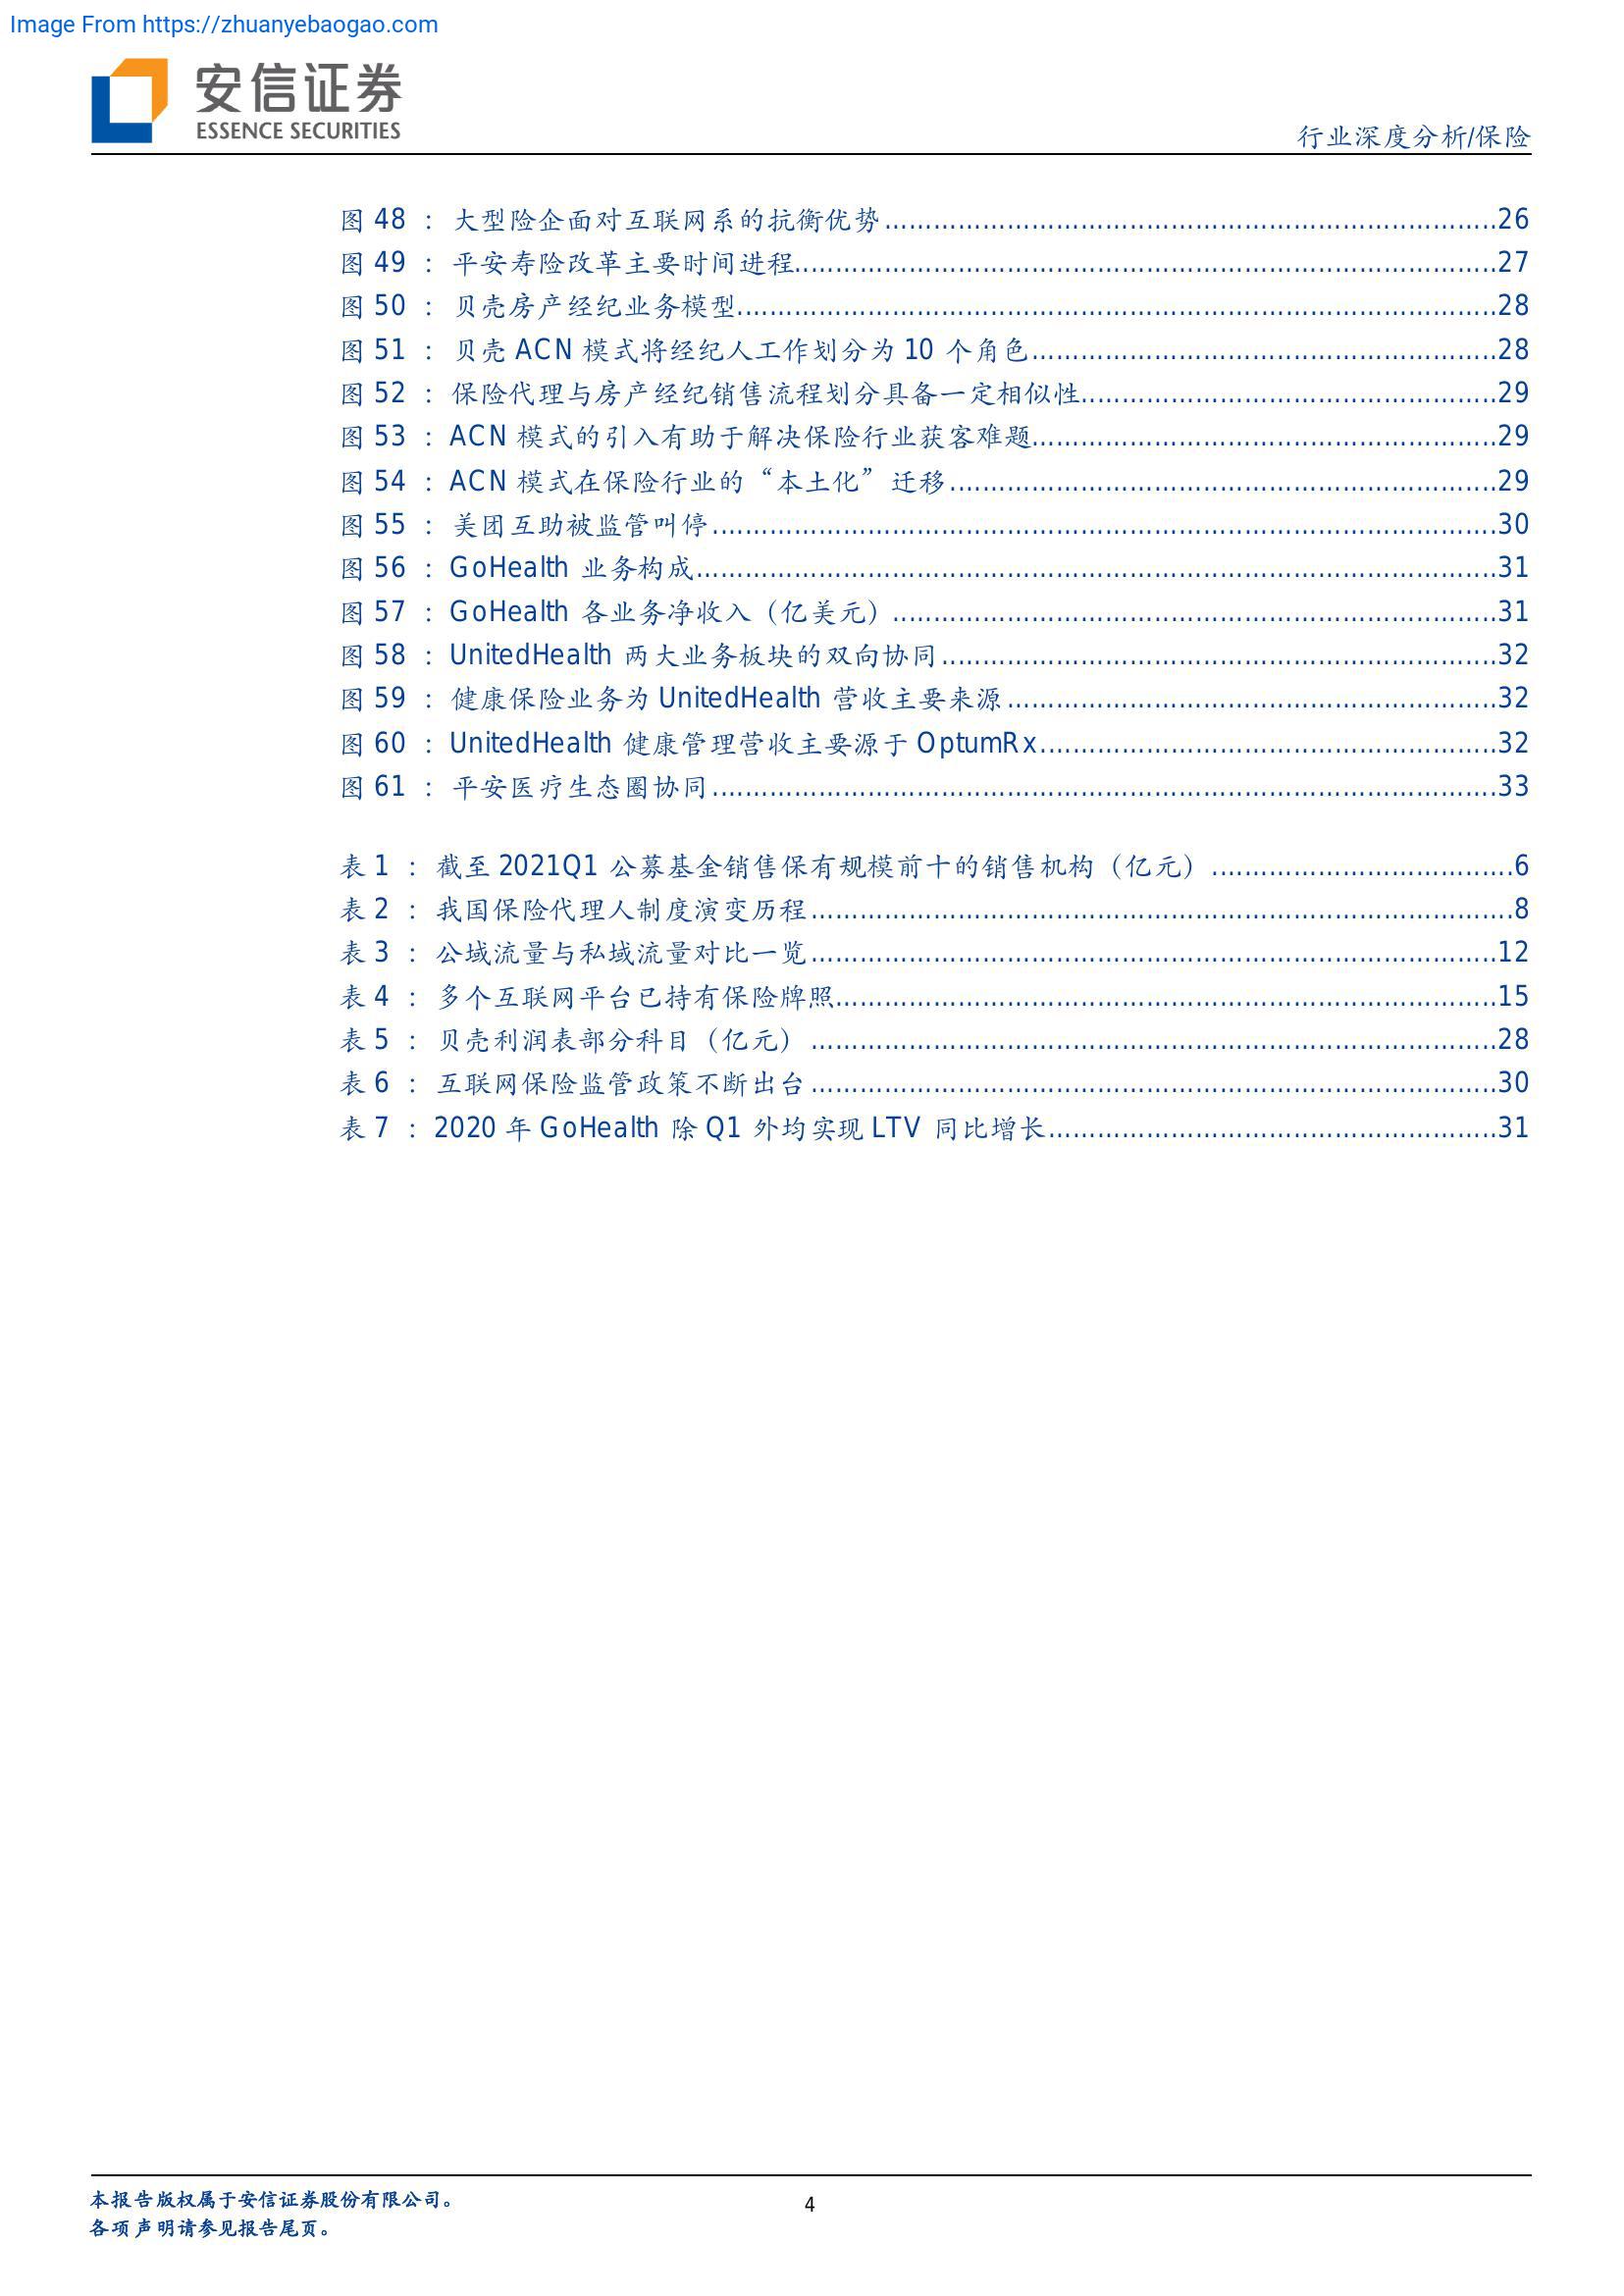 Image From https://zhuanyebaogao.com
安信证券
ESSENCE SECURITIES
行业深度分析/保险
图 48 ：大型险企面对互联网系的抗衡优势........................................................................26
图 49 ：平安寿险改革主要时间进程........................................................................27
图 50 ：贝壳房产经纪业务模型........................................................................28
图 51 ：贝壳 ACN 模式将经纪人工作划分为 10 个角色........................................................................28
图 52 ：保险代理与房产经纪销售流程划分具备一定相似性........................................................................29
图 53 ：ACN 模式的引入有助于解决保险行业获客难题........................................................................29
图 54 ：ACN 模式在保险行业的“本土化”迁移........................................................................29
图 55 ：美团互助被监管叫停........................................................................30
图 56 ：GoHealth 业务构成........................................................................31
图 57 ：GoHealth 各业务净收入（亿美元）........................................................................31
图 58 ：UnitedHealth 两大业务板块的双向协同........................................................................32
图 59 ：健康保险业务为 UnitedHealth 营收主要来源........................................................................32
图 60 ：UnitedHealth 健康管理营收主要源于 OptumRx........................................................................32
图 61 ：平安医疗生态圈协同........................................................................33
表 1 ：截至 2021Q1 公募基金销售保有规模前十的销售机构（亿元）....................................6
表 2 ：我国保险代理人制度演变历程........................................................................8
表 3 ：公域流量与私域流量对比一览........................................................................12
表 4 ：多个互联网平台已持有保险牌照........................................................................15
表 5 ：贝壳利润表部分科目（亿元）........................................................................28
表 6 ：互联网保险监管政策不断出台........................................................................30
表 7 ：2020 年 GoHealth 除 Q1 外均实现 LTV 同比增长........................................................................31
本报告版权属于安信证券股份有限公司。
各项声明请参见报告尾页。
4